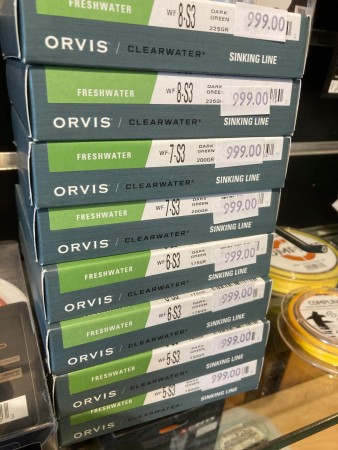 FRESHWATER WF 8-S3 DARK GREEN 225GR 999.00
ORVIS / CLEARWATER® SINKING LINE
FRESHWATER WF 8-S3 DARK GREEN 999.00
ORVIS / CLEARWATER® SINKING LINE
FRESHWATER WF 7-S3 DARK GREEN 200GR 999.00
ORVIS / CLEARWATER® SINKING LINE
FRESHWATER WF 7-S3 DARK GREEN 200GR 999.00
ORVIS / CLEARWATER® SINKING LINE
FRESHWATER WF 6-S3 DARK GREEN 175GR 999.00
ORVIS / CLEARWATER® SINKING LINE
FRESHWATER WF 6-S3 999.00
ORVIS / CLEARWATER SINKING LINE
FRESHWATER WF 5-S3 999.00
ORVIS / CLEARWATER SINKING LINE
FRESHWATER WF 5-S3 999.00
ORVIS / CLEARWATER SINKING LINE